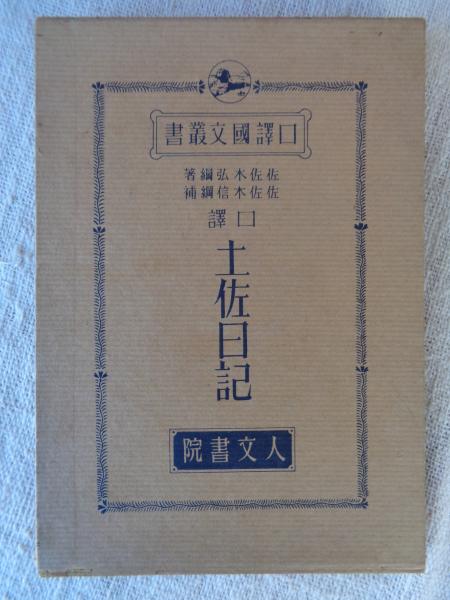 口譯國文叢書
佐佐木弘綱著
佐佐木信綱補
口譯
土佐日記
人文書院